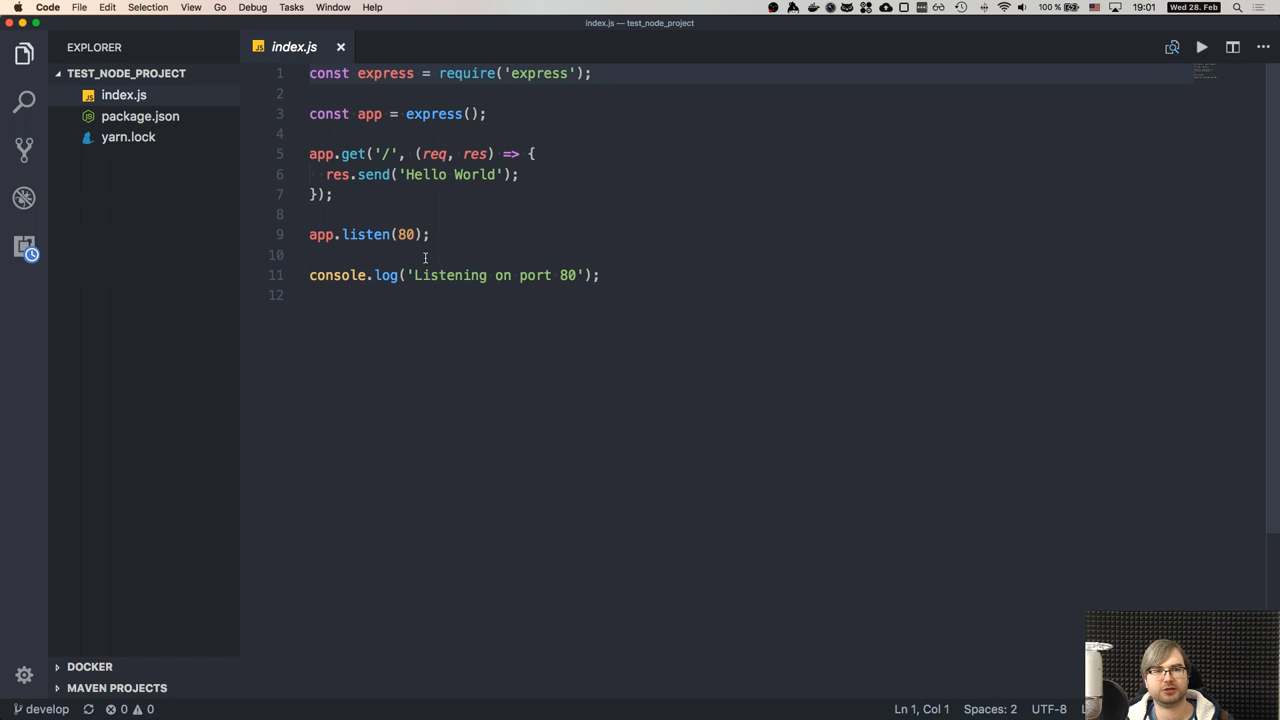 Code File Edit Selection View Go Debug Tasks Window Help 100 % 19:01 Wed 28. Feb
index.js — test_node_project
EXPLORER
TEST_NODE_PROJECT
JS index.js
package.json
yarn.lock
DOCKER
MAVEN PROJECTS
JS index.js
1 const express = require('express');
2
3 const app = express();
4
5 app.get('/', (req, res) => {
6 res.send('Hello World');
7 });
8
9 app.listen(80);
10
11 console.log('Listening on port 80');
12
develop 0 0 Ln 1, Col 1 Spaces: 2 UTF-8